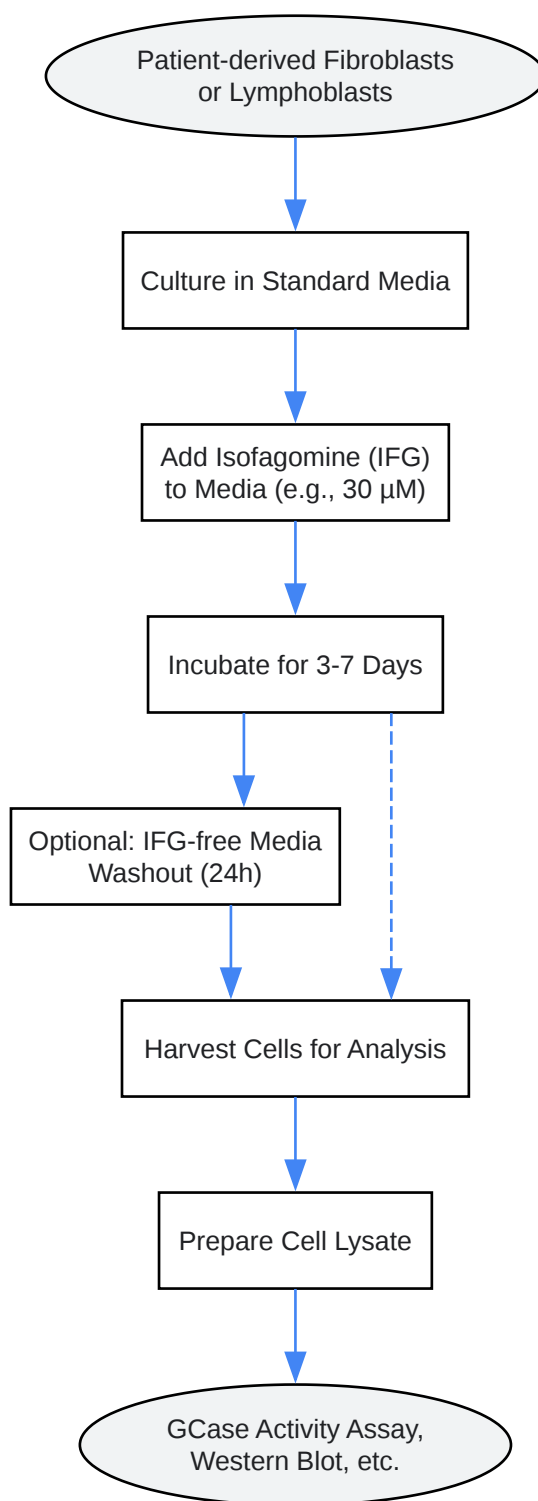 Patient-derived Fibroblasts
or Lymphoblasts
Culture in Standard Media
Add Isofagomine (IFG)
to Media (e.g., 30 µM)
Incubate for 3-7 Days
Optional: IFG-free Media
Washout (24h)
Harvest Cells for Analysis
Prepare Cell Lysate
GCase Activity Assay,
Western Blot, etc.